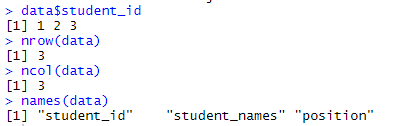 > data$student_id
[1] 1 2 3
> nrow(data)
[1] 3
> ncol(data)
[1] 3
> names(data)
[1] "student_id"    "student_names" "position"